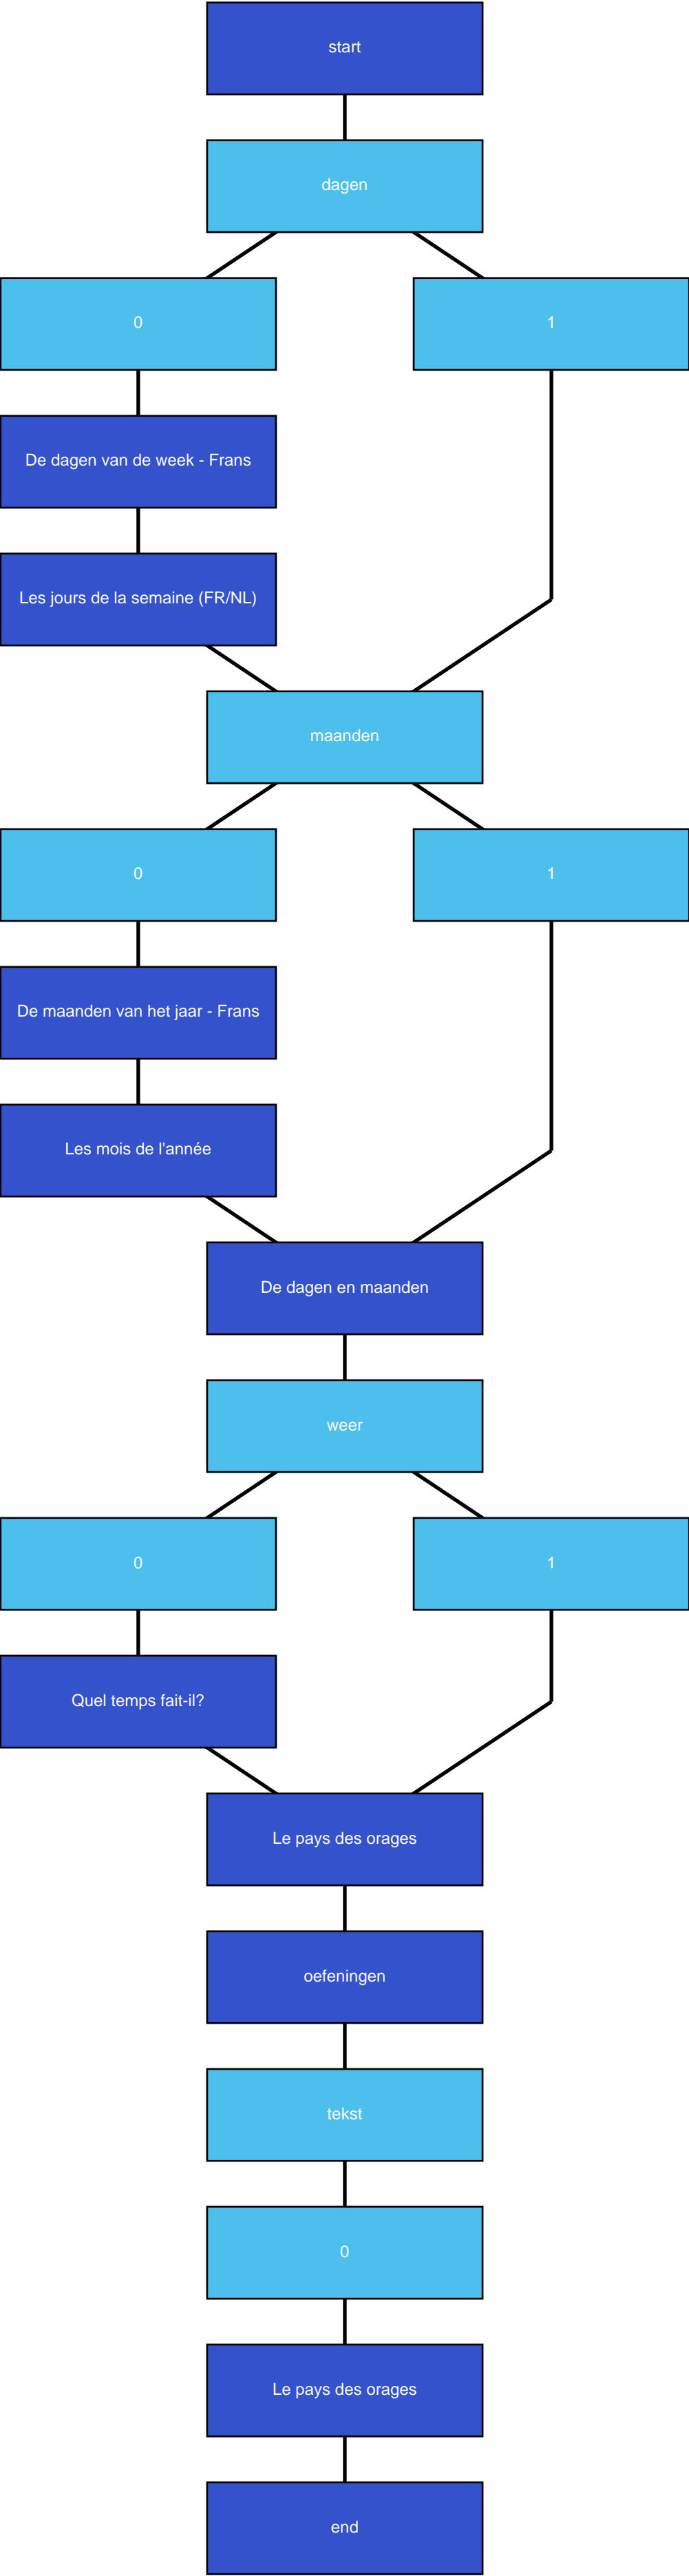 start
dagen
0
1
De dagen van de week - Frans
Les jours de la semaine (FR/NL)
maanden
0
1
De maanden van het jaar - Frans
Les mois de l'année
De dagen en maanden
weer
0
1
Quel temps fait-il?
Le pays des orages
oefeningen
tekst
0
Le pays des orages
end